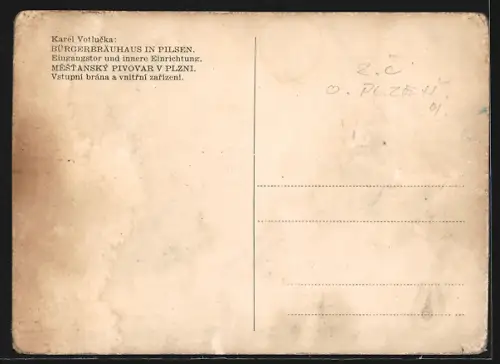 Karel Votlučka:
BÜRGERBRÄUHAUS IN PILSEN.
Eingangstor und innere Einrichtung.
MĚŠŤANSKÝ PIVOVAR V PLZNI.
Vstupní brána a vnitřní zařízení.
Z.Č
O. PLZEŇ